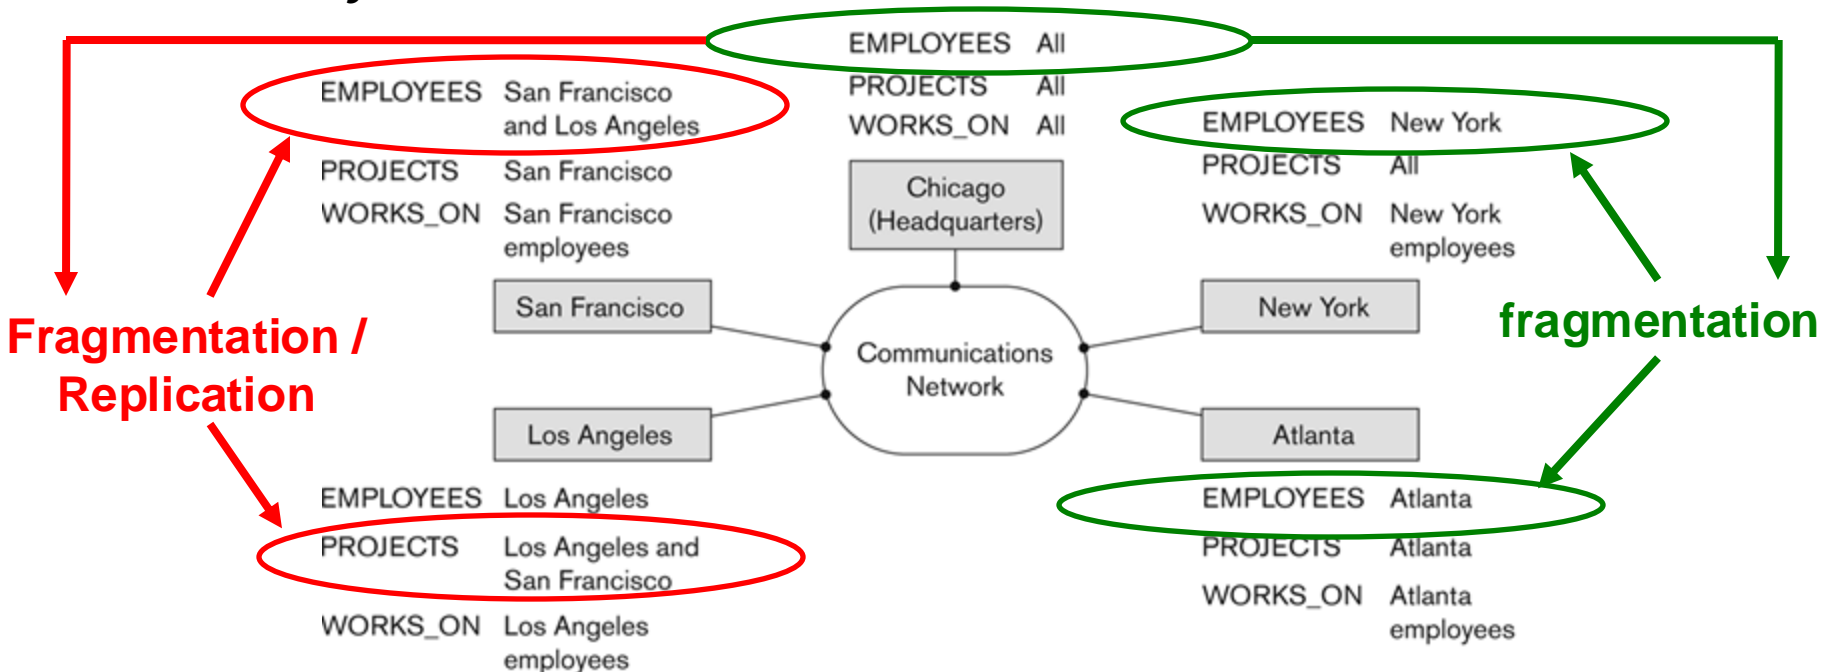 EMPLOYEES All
PROJECTS All
WORKS_ON All
Chicago
(Headquarters)
EMPLOYEES San Francisco
and Los Angeles
PROJECTS San Francisco
WORKS_ON San Francisco
employees
San Francisco
EMPLOYEES New York
PROJECTS All
WORKS_ON New York
employees
New York
Fragmentation /
Replication
Communications
Network
fragmentation
Los Angeles
EMPLOYEES Los Angeles
PROJECTS Los Angeles and
San Francisco
WORKS_ON Los Angeles
employees
Atlanta
EMPLOYEES Atlanta
PROJECTS Atlanta
WORKS_ON Atlanta
employees